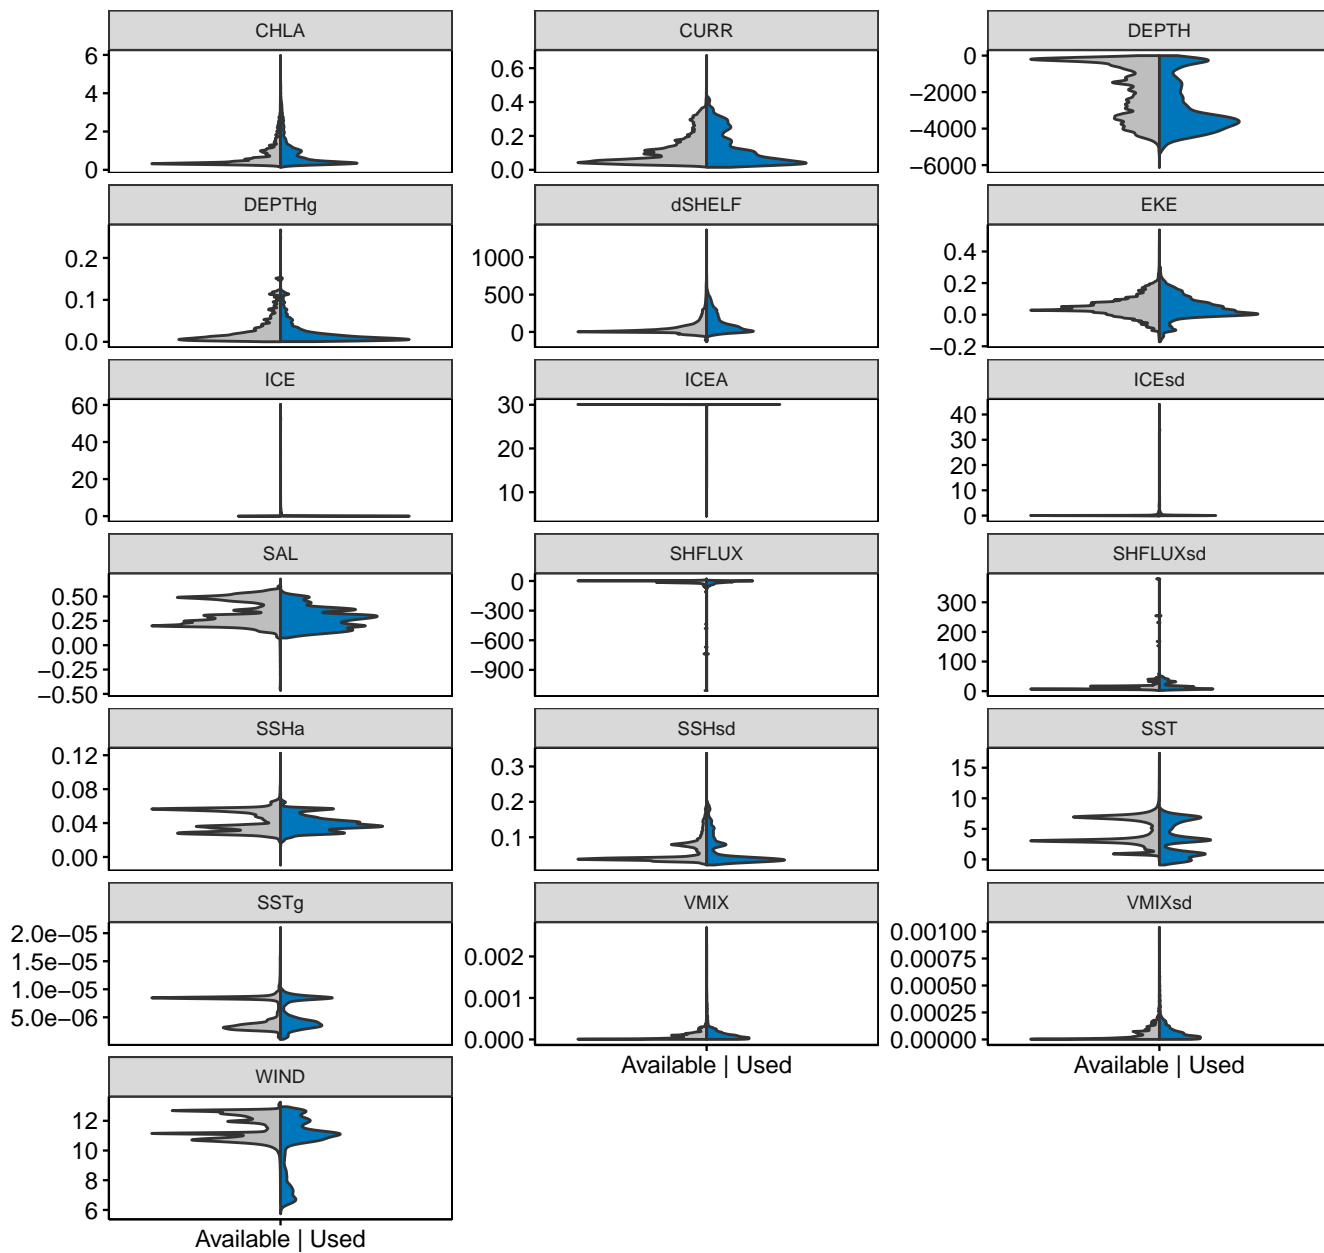 CHLA
6
4
2
0
CURR
0.6
0.4
0.2
0.0
DEPTH
0
−2000
−4000
−6000
DEPTHg
0.2
0.1
0.0
dSHELF
1000
500
0
EKE
0.4
0.2
0.0
−0.2
ICE
60
40
20
0
ICEA
30
20
10
ICEsd
40
30
20
10
0
SAL
0.50
0.25
0.00
−0.25
−0.50
SHFLUX
0
−300
−600
−900
SHFLUXsd
300
200
100
0
SSHa
0.12
0.08
0.04
0.00
SSHsd
0.3
0.2
0.1
SST
15
10
5
0
SSTg
2.0e−05
1.5e−05
1.0e−05
5.0e−06
VMIX
0.002
0.001
0.000
Available | Used
VMIXsd
0.00100
0.00075
0.00050
0.00025
0.00000
Available | Used
WIND
12
10
8
6
Available | Used